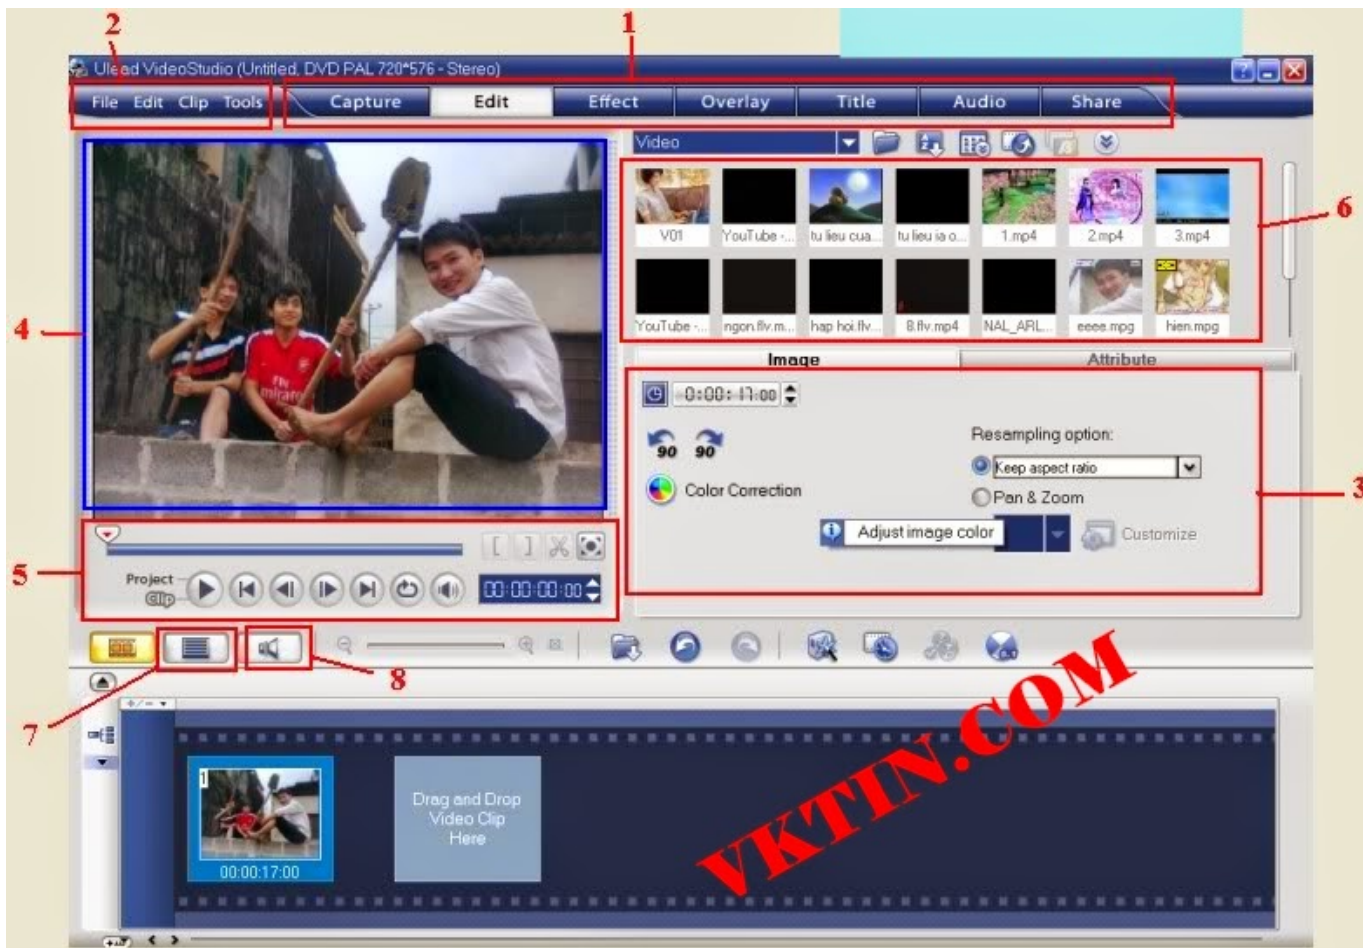 2
1
Ulead VideoStudio (Untitled, DVD PAL 720*576 - Stereo)
File Edit Clip Tools
Capture Edit Effect Overlay Title Audio Share
Video
6
V01 YouTube -... tu lieu cua... tu lieu ia o... 1.mp4 2.mp4 3.mp4
4
YouTube -... ngon.flv.m... hap hoi.flv... 8.flv.mp4 NAL_ARL... eeee.mpg hien.mpg
Image Attribute
0:00:17:00
90 90
Resampling option:
Keep aspect ratio
Color Correction
Pan & Zoom
3
Adjust image color
Customize
Fly
[ ]
5
Project
Clip
00:00:00:00
7
8
+/-
1
Drag and Drop
Video Clip
Here
00:00:17:00
VKTIN.COM